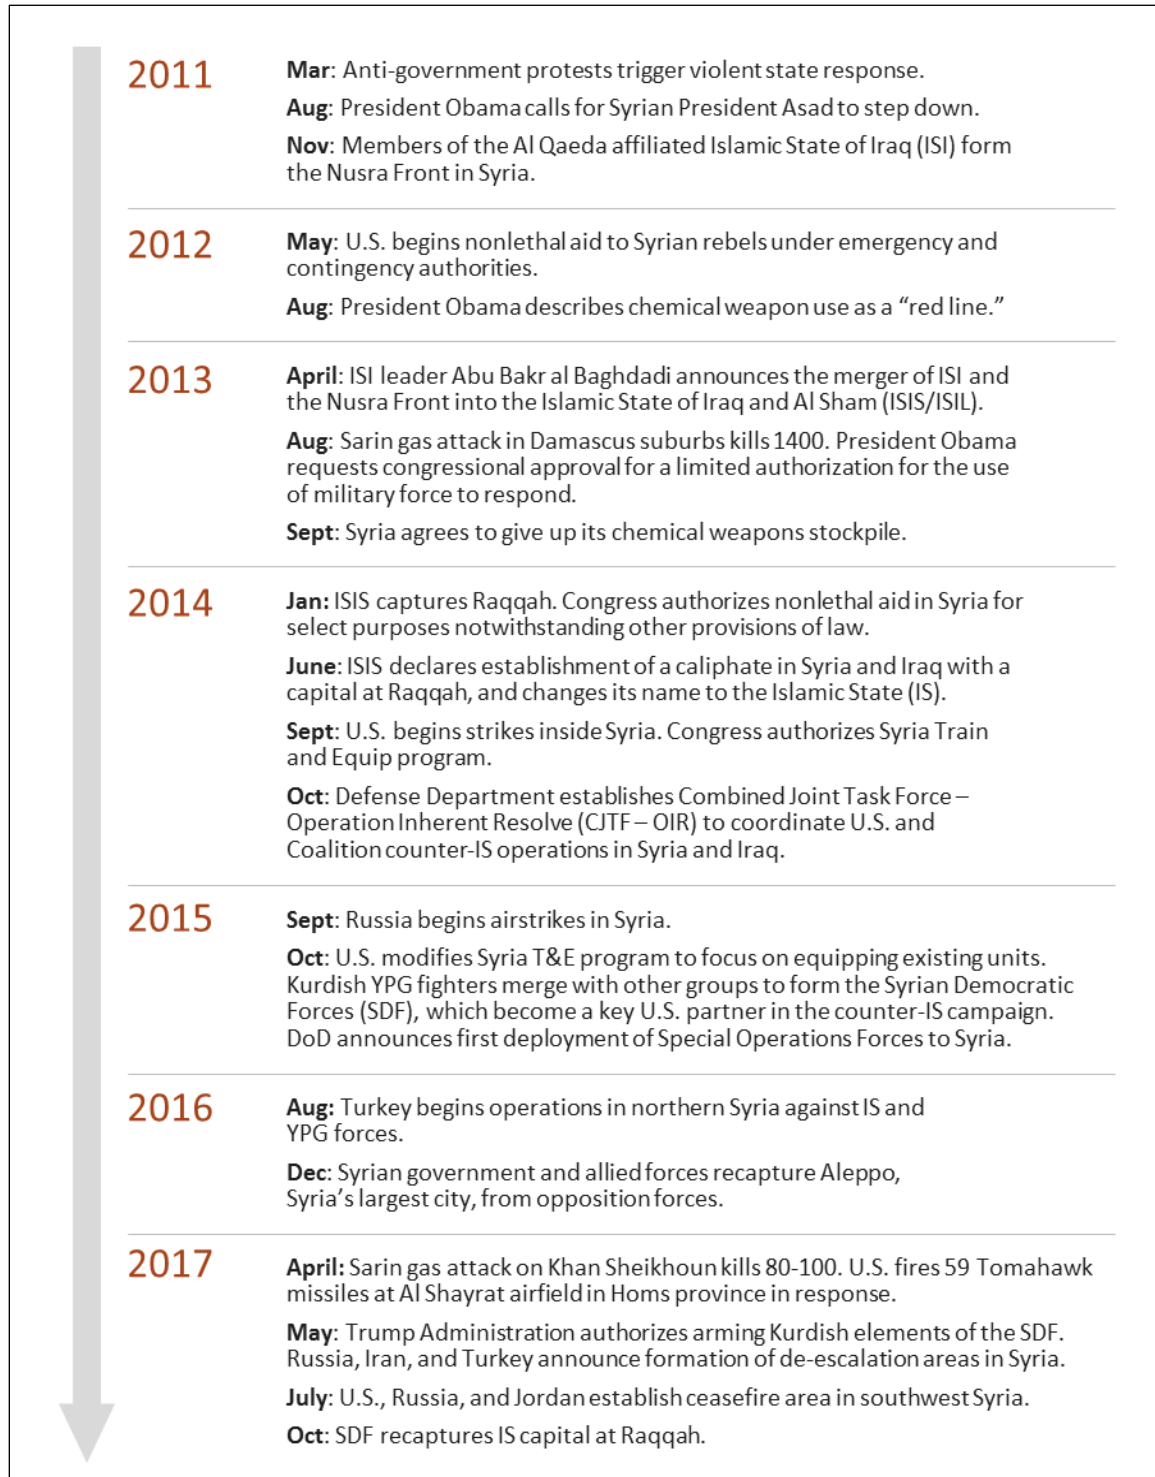 2011
Mar: Anti-government protests trigger violent state response.
Aug: President Obama calls for Syrian President Asad to step down.
Nov: Members of the Al Qaeda affiliated Islamic State of Iraq (ISI) form
the Nusra Front in Syria.
2012
May: U.S. begins nonlethal aid to Syrian rebels under emergency and
contingency authorities.
Aug: President Obama describes chemical weapon use as a “red line.”
2013
April: ISI leader Abu Bakr al Baghdadi announces the merger of ISI and
the Nusra Front into the Islamic State of Iraq and Al Sham (ISIS/ISIL).
Aug: Sarin gas attack in Damascus suburbs kills 1400. President Obama
requests congressional approval for a limited authorization for the use
of military force to respond.
Sept: Syria agrees to give up its chemical weapons stockpile.
2014
Jan: ISIS captures Raqqah. Congress authorizes nonlethal aid in Syria for
select purposes notwithstanding other provisions of law.
June: ISIS declares establishment of a caliphate in Syria and Iraq with a
capital at Raqqah, and changes its name to the Islamic State (IS).
Sept: U.S. begins strikes inside Syria. Congress authorizes Syria Train
and Equip program.
Oct: Defense Department establishes Combined Joint Task Force –
Operation Inherent Resolve (CJTF – OIR) to coordinate U.S. and
Coalition counter-IS operations in Syria and Iraq.
2015
Sept: Russia begins airstrikes in Syria.
Oct: U.S. modifies Syria T&E program to focus on equipping existing units.
Kurdish YPG fighters merge with other groups to form the Syrian Democratic
Forces (SDF), which become a key U.S. partner in the counter-IS campaign.
DoD announces first deployment of Special Operations Forces to Syria.
2016
Aug: Turkey begins operations in northern Syria against IS and
YPG forces.
Dec: Syrian government and allied forces recapture Aleppo,
Syria’s largest city, from opposition forces.
2017
April: Sarin gas attack on Khan Sheikhoun kills 80-100. U.S. fires 59 Tomahawk
missiles at Al Shayrat airfield in Homs province in response.
May: Trump Administration authorizes arming Kurdish elements of the SDF.
Russia, Iran, and Turkey announce formation of de-escalation areas in Syria.
July: U.S., Russia, and Jordan establish ceasefire area in southwest Syria.
Oct: SDF recaptures IS capital at Raqqah.